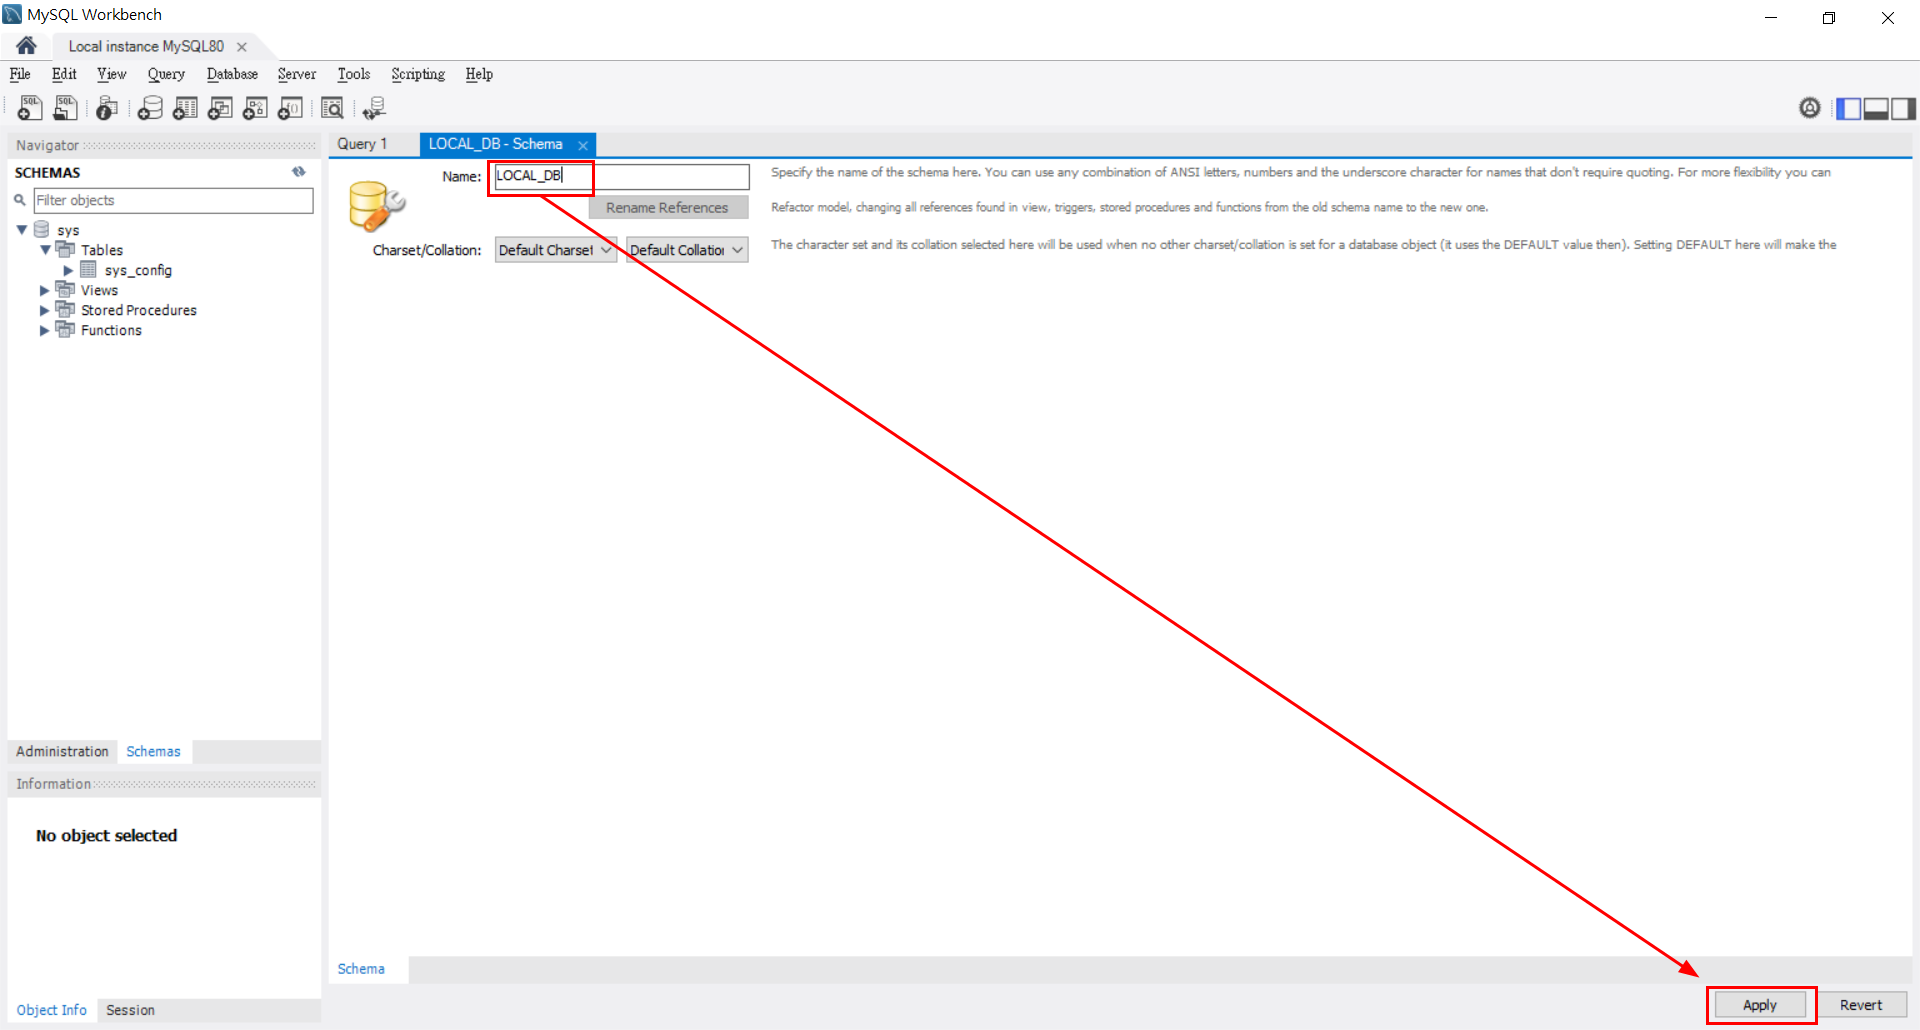 MySQL Workbench
Local instance MySQL80
File Edit View Query Database Server Tools Scripting Help
SQL SQL
Navigator
SCHEMAS
Filter objects
sys
Tables
sys_config
Views
Stored Procedures
Functions
Administration Schemas
Information
No object selected
Object Info Session
Query 1 LOCAL_DB - Schema
Name: LOCAL_DB
Specify the name of the schema here. You can use any combination of ANSI letters, numbers and the underscore character for names that don't require quoting. For more flexibility you can
Rename References
Refactor model, changing all references found in view, triggers, stored procedures and functions from the old schema name to the new one.
Charset/Collation: Default Charset Default Collation
The character set and its collation selected here will be used when no other charset/collation is set for a database object (it uses the DEFAULT value then). Setting DEFAULT here will make the
Schema
Apply Revert